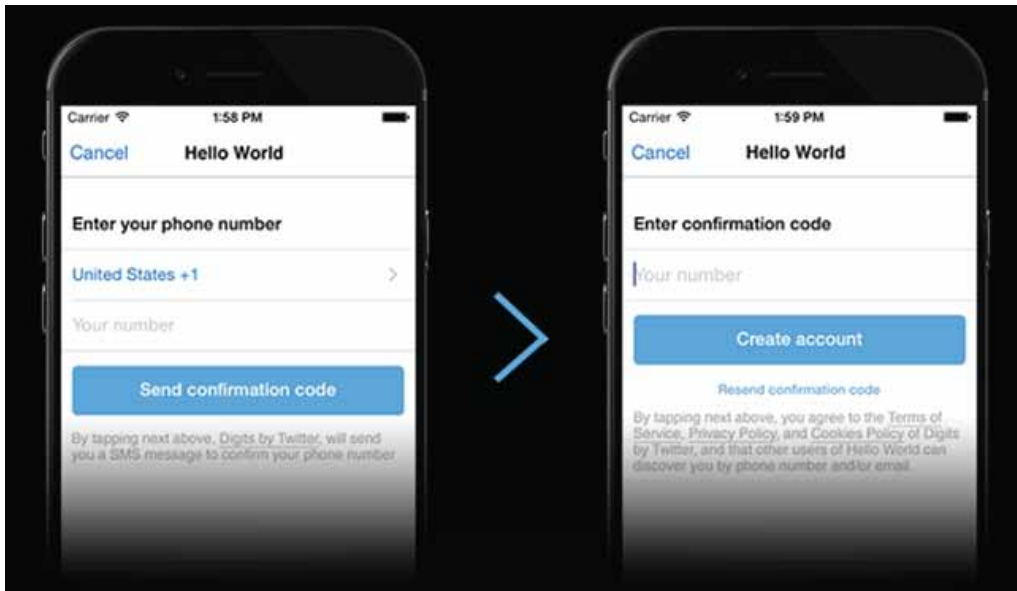 Carrier
1:58 PM
Cancel
Hello World
Enter your phone number
United States +1
Your number
Send confirmation code
By tapping next above, Digits by Twitter, will send
you a SMS message to confirm your phone number
Carrier
1:59 PM
Cancel
Hello World
Enter confirmation code
Your number
Create account
Resend confirmation code
By tapping next above, you agree to the Terms of
Service, Privacy Policy, and Cookies Policy of Digits
by Twitter, and that other users of Hello World can
discover you by phone number and/or email.